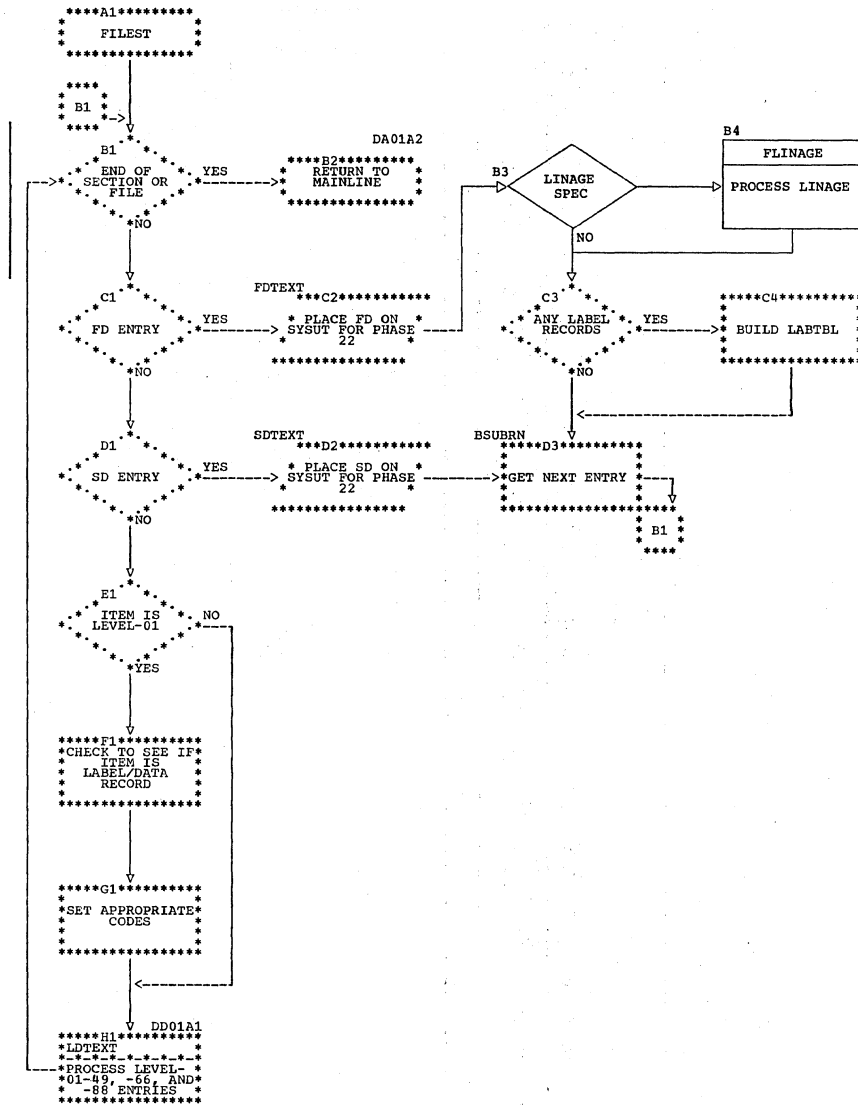 A1
FILEST
B1
B1
END OF
SECTION OR
FILE
YES
NO
DA01A2
B2
RETURN TO
MAINLINE
B3
LINAGE
SPEC
NO
B4
FLINAGE
PROCESS LINAGE
C1
FD ENTRY
YES
NO
FDTEXT
C2
PLACE FD ON
SYSUT FOR PHASE
22
C3
ANY LABEL
RECORDS
YES
NO
C4
BUILD LABTBL
D1
SD ENTRY
YES
NO
SDTEXT
D2
PLACE SD ON
SYSUT FOR PHASE
22
BSUBRN
D3
GET NEXT ENTRY
B1
E1
ITEM IS
LEVEL-01
NO
YES
F1
CHECK TO SEE IF
ITEM IS
LABEL/DATA
RECORD
G1
SET APPROPRIATE
CODES
DD01A1
H1
LDTEXT
PROCESS LEVEL-
01-49, -66, AND
-88 ENTRIES